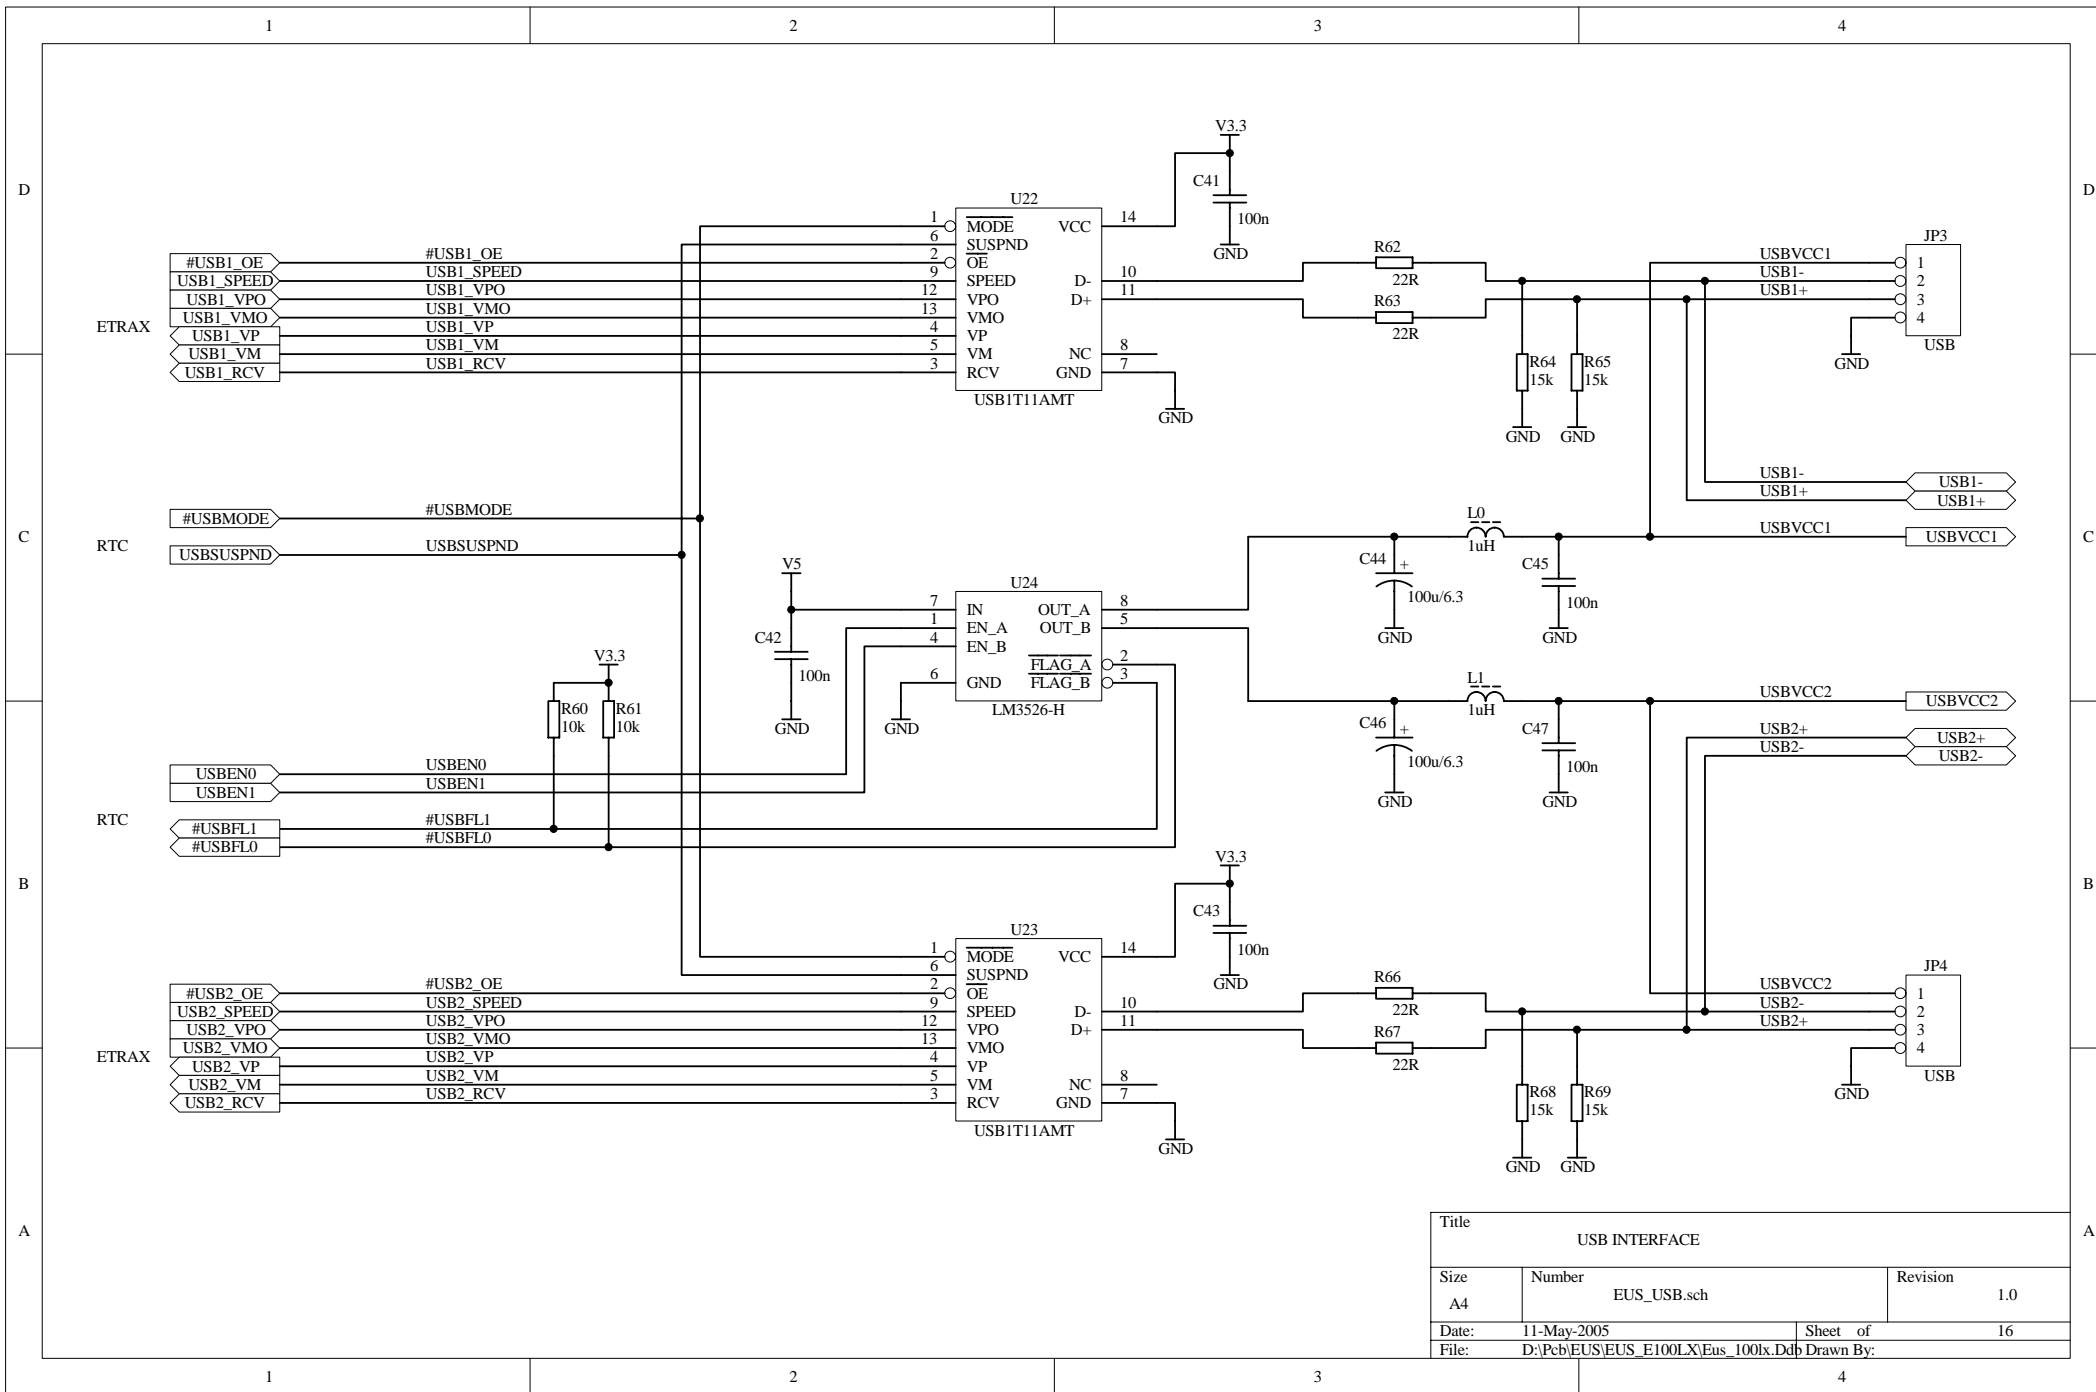 1 2 3 4
D D
V3.3
C41
100n
GND
U22
1 MODE VCC 14
6 SUSPND
2 OE
9 SPEED D- 10
12 VPO D+ 11
13 VMO
4 VP
5 VM NC 8
3 RCV GND 7
USB1T11AMT
GND
ETRAX
#USB1_OE #USB1_OE
USB1_SPEED USB1_SPEED
USB1_VPO USB1_VPO
USB1_VMO USB1_VMO
USB1_VP USB1_VP
USB1_VM USB1_VM
USB1_RCV USB1_RCV
R62
22R
R63
22R
R64
15k
R65
15k
GND GND
JP3
USBVCC1 1
USB1- 2
USB1+ 3
4
GND
USB
USB1- USB1-
USB1+ USB1+
USBVCC1 USBVCC1
C C
RTC
#USBMODE #USBMODE
USBSUSPND USBSUSPND
V5
C42
100n
GND
U24
7 IN OUT_A 8
1 EN_A OUT_B 5
4 EN_B
FLAG_A 2
6 GND FLAG_B 3
LM3526-H
GND
L0
1uH
C44 +
100u/6.3
GND
C45
100n
GND
L1
1uH
C46 +
100u/6.3
GND
C47
100n
GND
USBVCC2 USBVCC2
USB2+ USB2+
USB2- USB2-
V3.3
R60
10k
R61
10k
RTC
USBEN0 USBEN0
USBEN1 USBEN1
#USBFL1 #USBFL1
#USBFL0 #USBFL0
B B
V3.3
C43
100n
GND
U23
1 MODE VCC 14
6 SUSPND
2 OE
9 SPEED D- 10
12 VPO D+ 11
13 VMO
4 VP
5 VM NC 8
3 RCV GND 7
USB1T11AMT
GND
ETRAX
#USB2_OE #USB2_OE
USB2_SPEED USB2_SPEED
USB2_VPO USB2_VPO
USB2_VMO USB2_VMO
USB2_VP USB2_VP
USB2_VM USB2_VM
USB2_RCV USB2_RCV
R66
22R
R67
22R
R68
15k
R69
15k
GND GND
JP4
USBVCC2 1
USB2- 2
USB2+ 3
4
GND
USB
A A
Title
USB INTERFACE
Size Number Revision
A4 EUS_USB.sch 1.0
Date: 11-May-2005 Sheet of 16
File: D:\Pcb\EUS\EUS_E100LX\Eus_100lx.Ddb Drawn By:
1 2 3 4